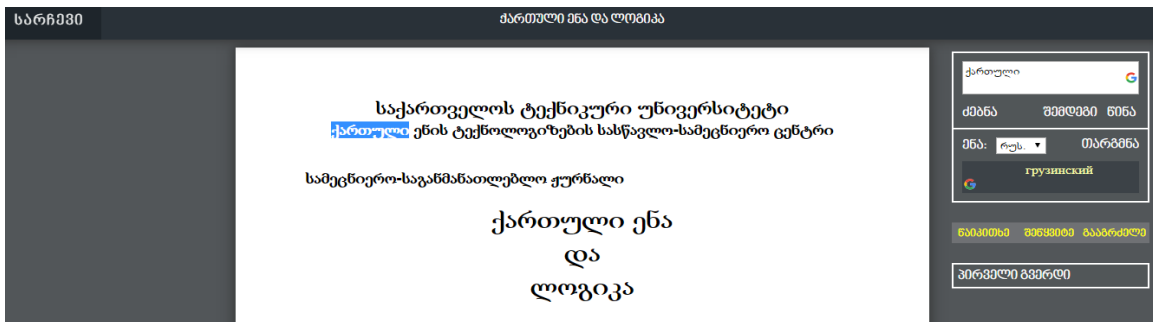 სარჩევი
ქართული ენა და ლოგიკა
საქართველოს ტექნიკური უნივერსიტეტი
ქართული ენის ტექნოლოგიზების სასწავლო-სამეცნიერო ცენტრი
სამეცნიერო-საგანმანათლებლო ჟურნალი
ქართული ენა
და
ლოგიკა
ქართული
G
ძებნა შემდეგი წინა
ენა: რუს. თარგმნა
грузинский
G
წაიკითხე შეწყვიტე გააგრძელე
პირველი გვერდი